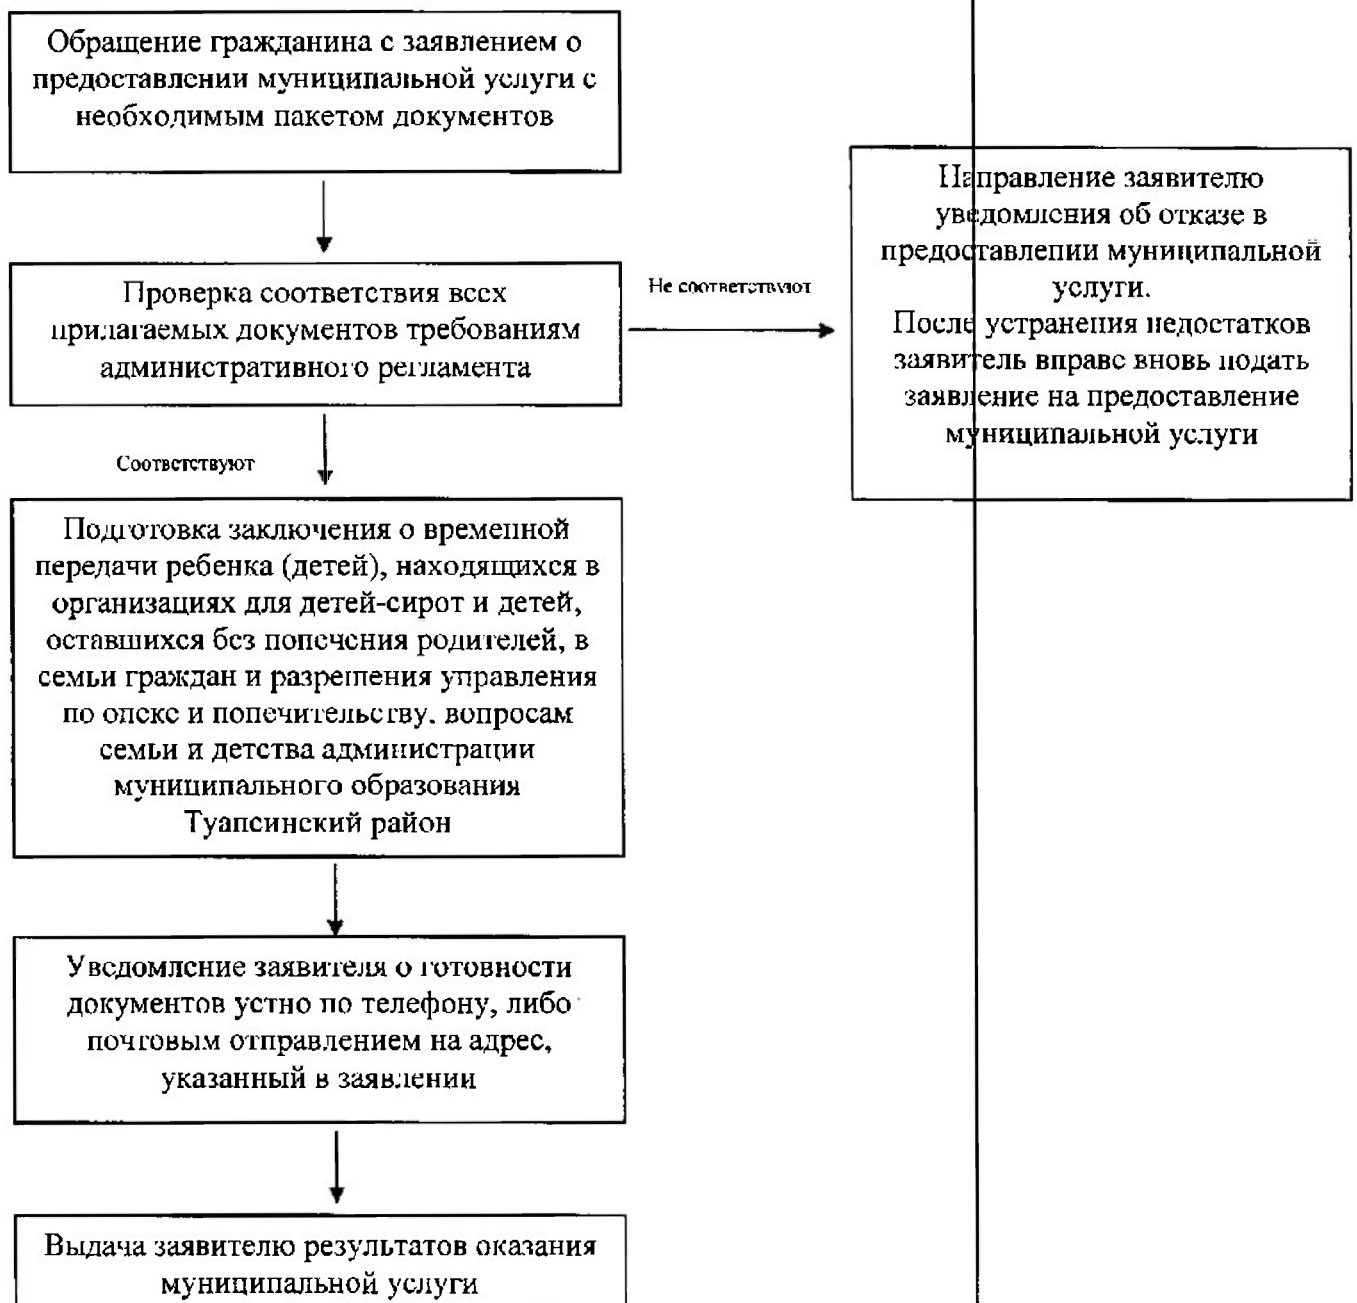 Обращение гражданина с заявлением о
предоставлении муниципальной услуги с
необходимым пакетом документов
Направление заявителю
уведомления об отказе в
предоставлении муниципальной
услуги.
После устранения недостатков
заявитель вправе вновь подать
заявление на предоставление
муниципальной услуги
Проверка соответствия всех
прилагаемых документов требованиям
административного регламента
Не соответствуют
Соответствуют
Подготовка заключения о временной
передачи ребенка (детей), находящихся в
организациях для детей-сирот и детей,
оставшихся без попечения родителей, в
семьи граждан и разрешения управления
по опеке и попечительству, вопросам
семьи и детства администрации
муниципального образования
Туапсинский район
Уведомление заявителя о готовности
документов устно по телефону, либо
почтовым отправлением на адрес,
указанный в заявлении
Выдача заявителю результатов оказания
муниципальной услуги